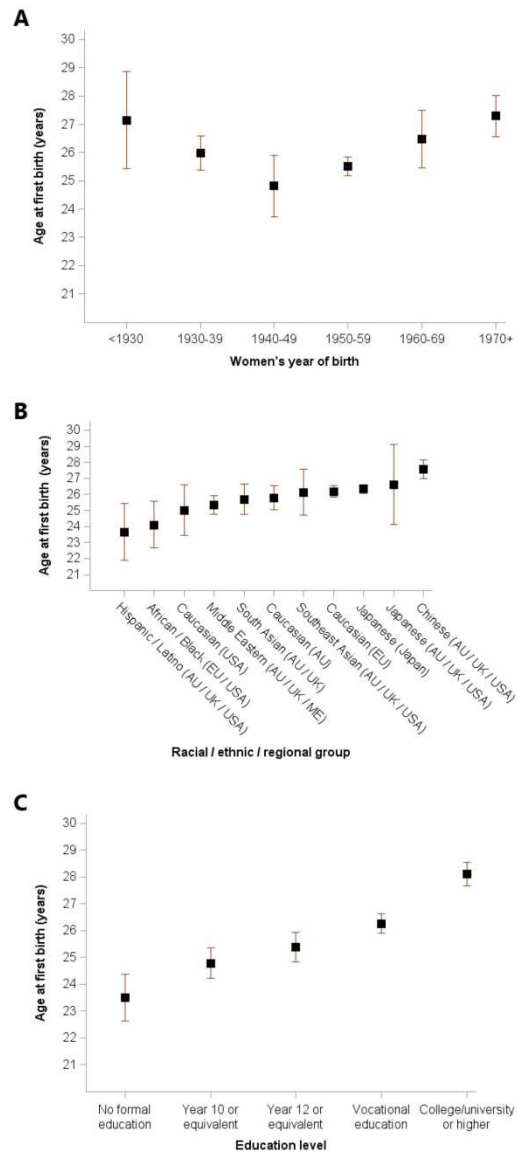 A
30
29
28
27
26
25
24
23
22
21
Age at first birth (years)
<1930
1930-39
1940-49
1950-59
1960-69
1970+
Women's year of birth
B
30
29
28
27
26
25
24
23
22
21
Age at first birth (years)
Hispanic / Latino (AU / UK / USA)
African / Black (EU / USA)
Caucasian (USA)
Middle Eastern (AU / UK / ME)
South Asian (AU / UK)
Caucasian (AU)
Southeast Asian (AU / UK / USA)
Caucasian (EU)
Japanese (Japan)
Japanese (AU / UK / USA)
Chinese (AU / UK / USA)
Racial / ethnic / regional group
C
30
29
28
27
26
25
24
23
22
21
Age at first birth (years)
No formal
education
Year 10 or
equivalent
Year 12 or
equivalent
Vocational
education
College/university
or higher
Education level